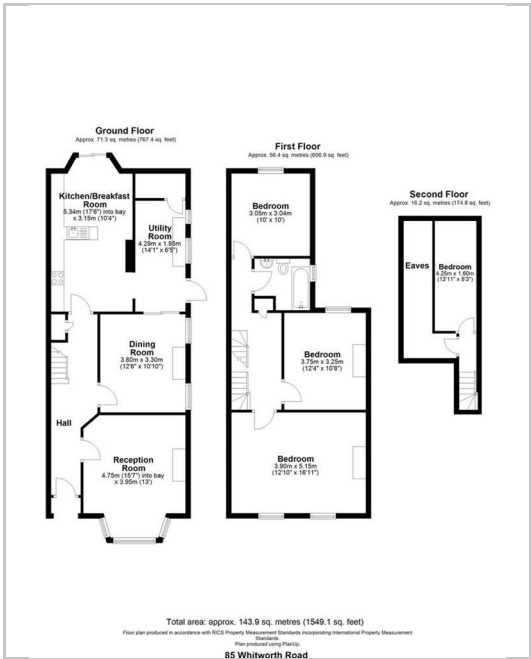 Ground Floor
Approx. 71.3 sq. metres (767.4 sq. feet)
Kitchen/Breakfast
Room
5.34m (17'6") into bay
x 3.15m (10'4")
Utility
Room
4.29m x 1.95m
(14'1" x 6'5")
Dining
Room
3.80m x 3.30m
(12'6" x 10'10")
Hall
Reception
Room
4.75m (15'7") into bay
x 3.95m (13')
First Floor
Approx. 56.4 sq. metres (606.9 sq. feet)
Bedroom
3.05m x 3.04m
(10' x 10')
Bedroom
3.75m x 3.25m
(12'4" x 10'8")
Bedroom
3.90m x 5.15m
(12'10" x 16'11")
Second Floor
Approx. 16.2 sq. metres (174.8 sq. feet)
Eaves
Bedroom
4.25m x 1.60m
(13'11" x 5'3")
Total area: approx. 143.9 sq. metres (1549.1 sq. feet)
Floor plan produced in accordance with RICS Property Measurement Standards incorporating International Property Measurement
Standards.
Plan produced using PlanUp.
85 Whitworth Road